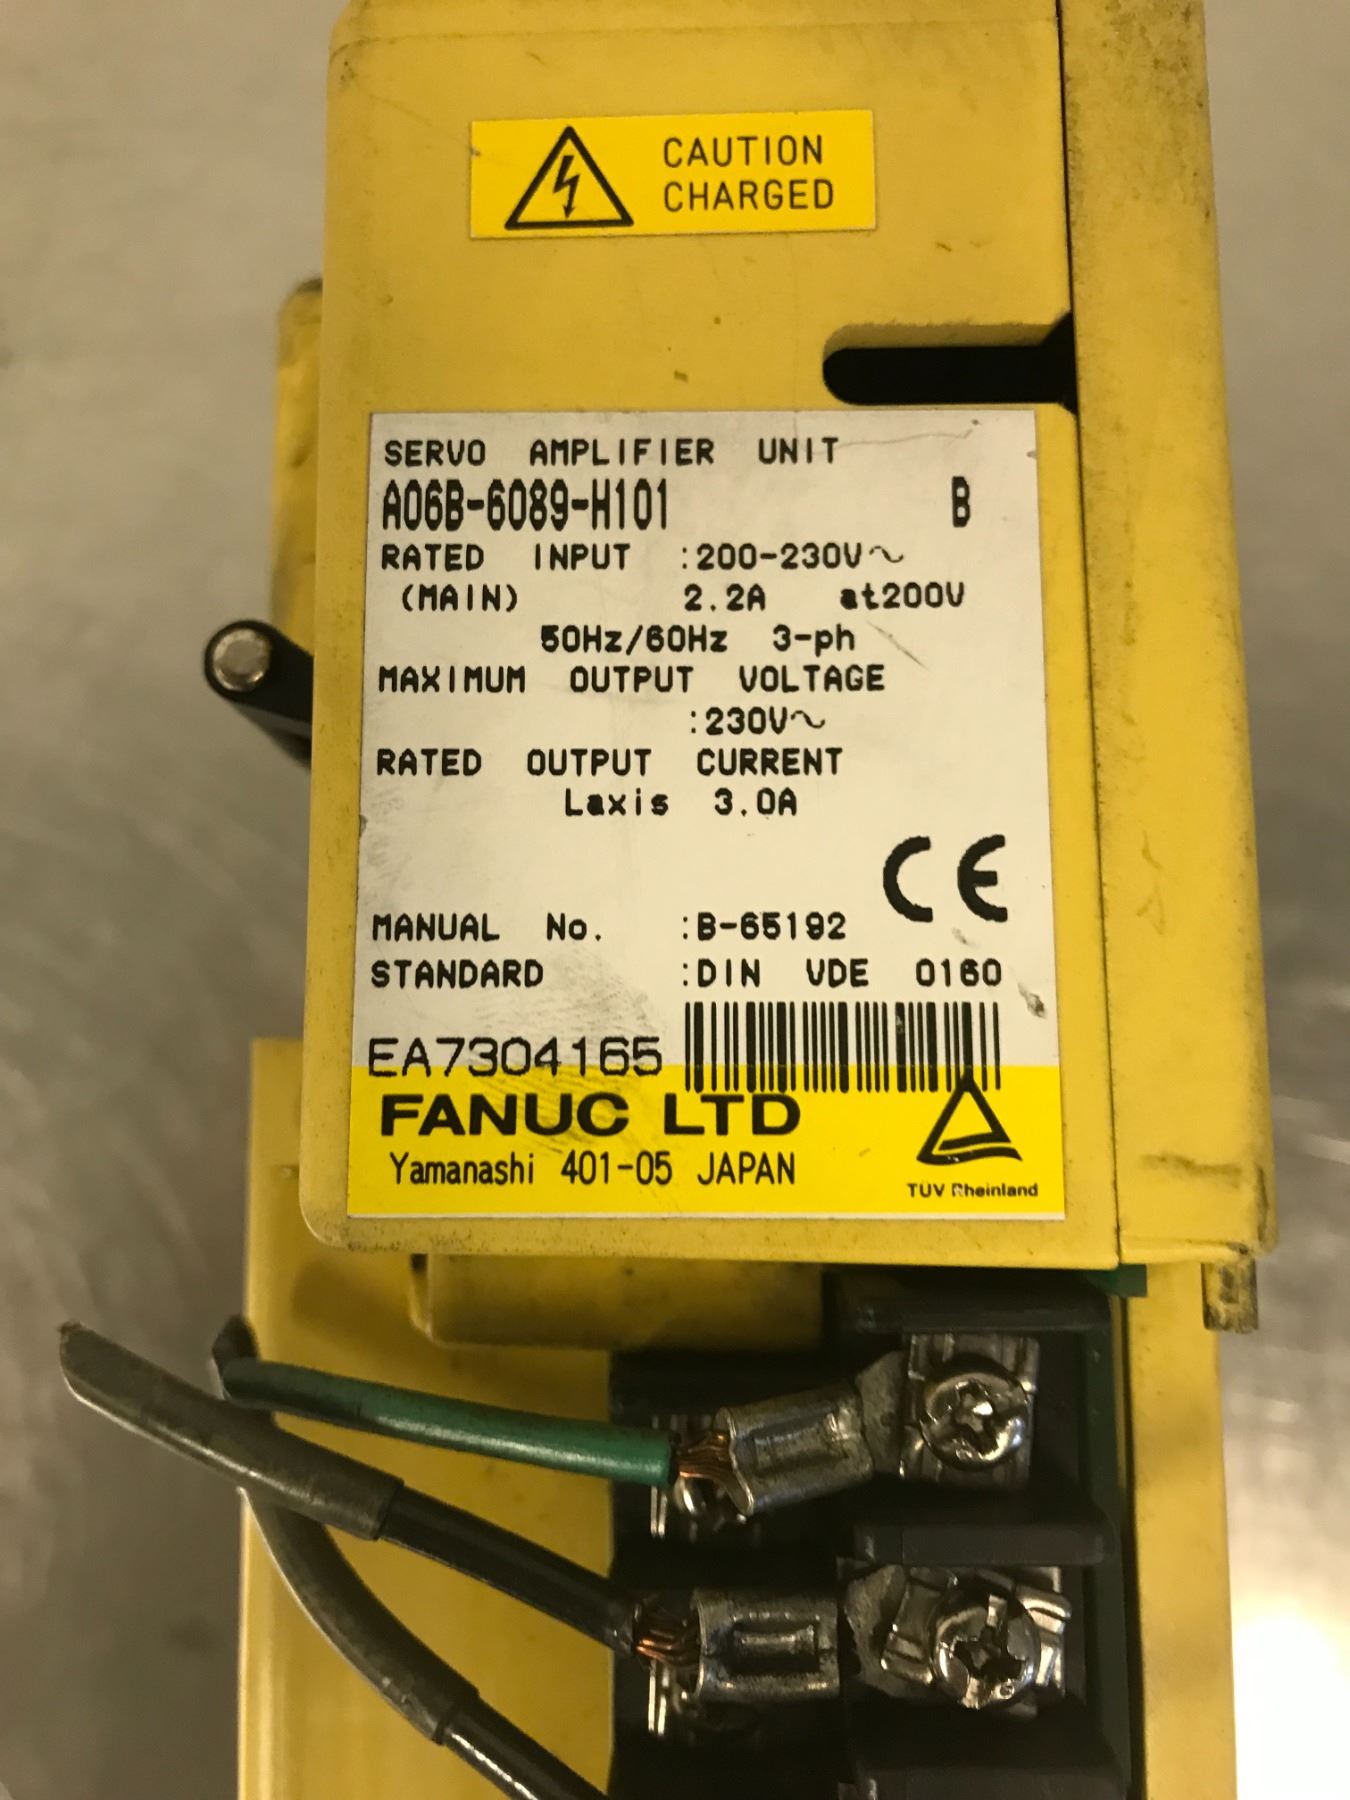 CAUTION
CHARGED
SERVO AMPLIFIER UNIT
A06B-6089-H101 B
RATED INPUT :200-230V~
(MAIN) 2.2A at200V
50Hz/60Hz 3-ph
MAXIMUM OUTPUT VOLTAGE
:230V~
RATED OUTPUT CURRENT
Laxis 3.0A
CE
MANUAL No. :B-65192
STANDARD :DIN VDE 0160
EA7304165
FANUC LTD
Yamanashi 401-05 JAPAN
TÜV Rheinland